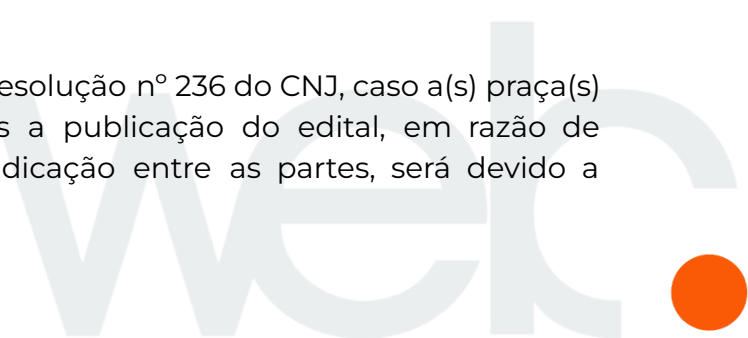 esolução nº 236 do CNJ, caso a(s) praça(s)
s a publicação do edital, em razão de
dicação entre as partes, será devido a
web.